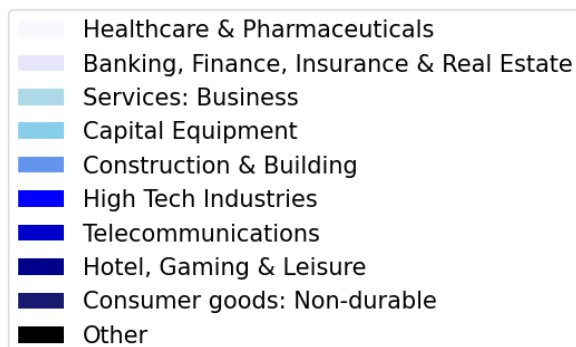 Healthcare & Pharmaceuticals
Banking, Finance, Insurance & Real Estate
Services: Business
Capital Equipment
Construction & Building
High Tech Industries
Telecommunications
Hotel, Gaming & Leisure
Consumer goods: Non-durable
Other